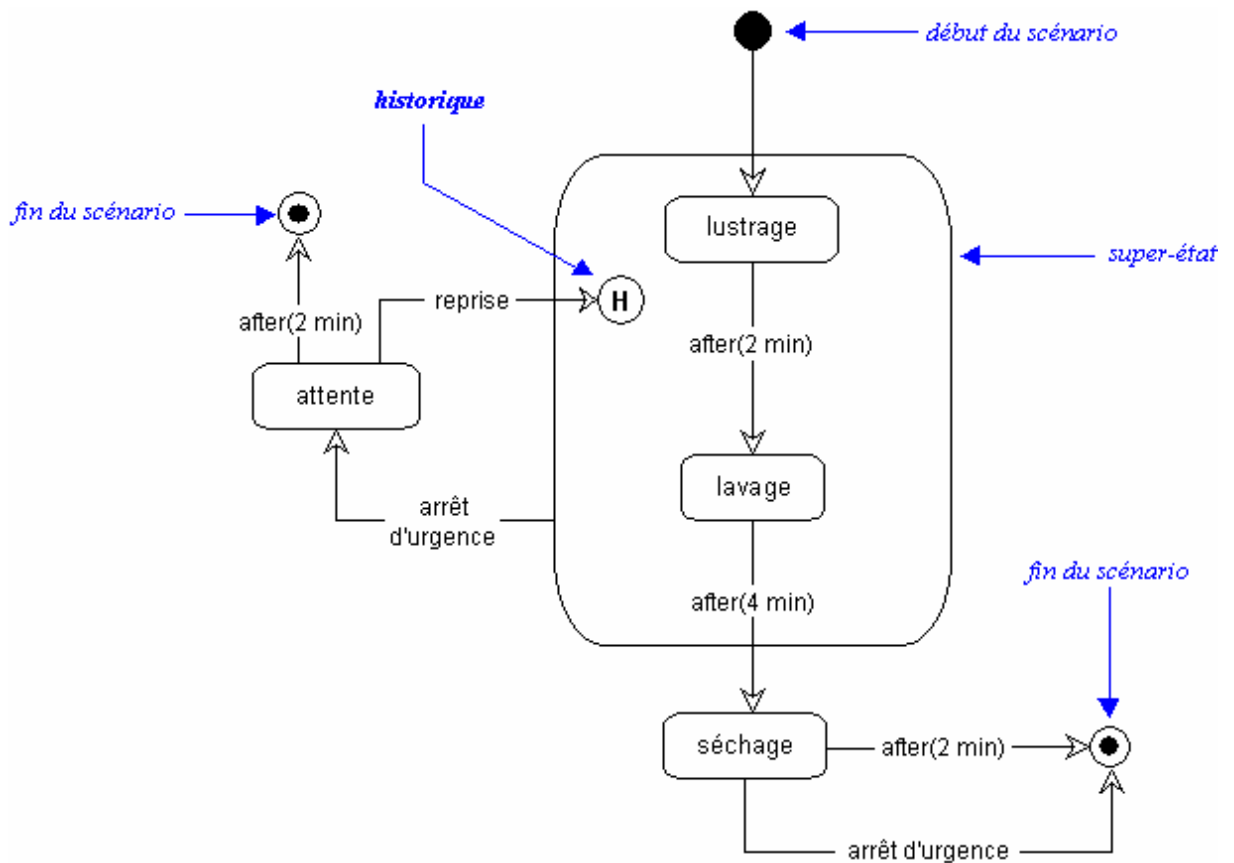 début du scénario
historique
fin du scénario
lustrage
super-état
H
reprise
after(2 min)
after(2 min)
attente
lavage
arrêt
d'urgence
fin du scénario
after(4 min)
séchage
after(2 min)
arrêt d'urgence